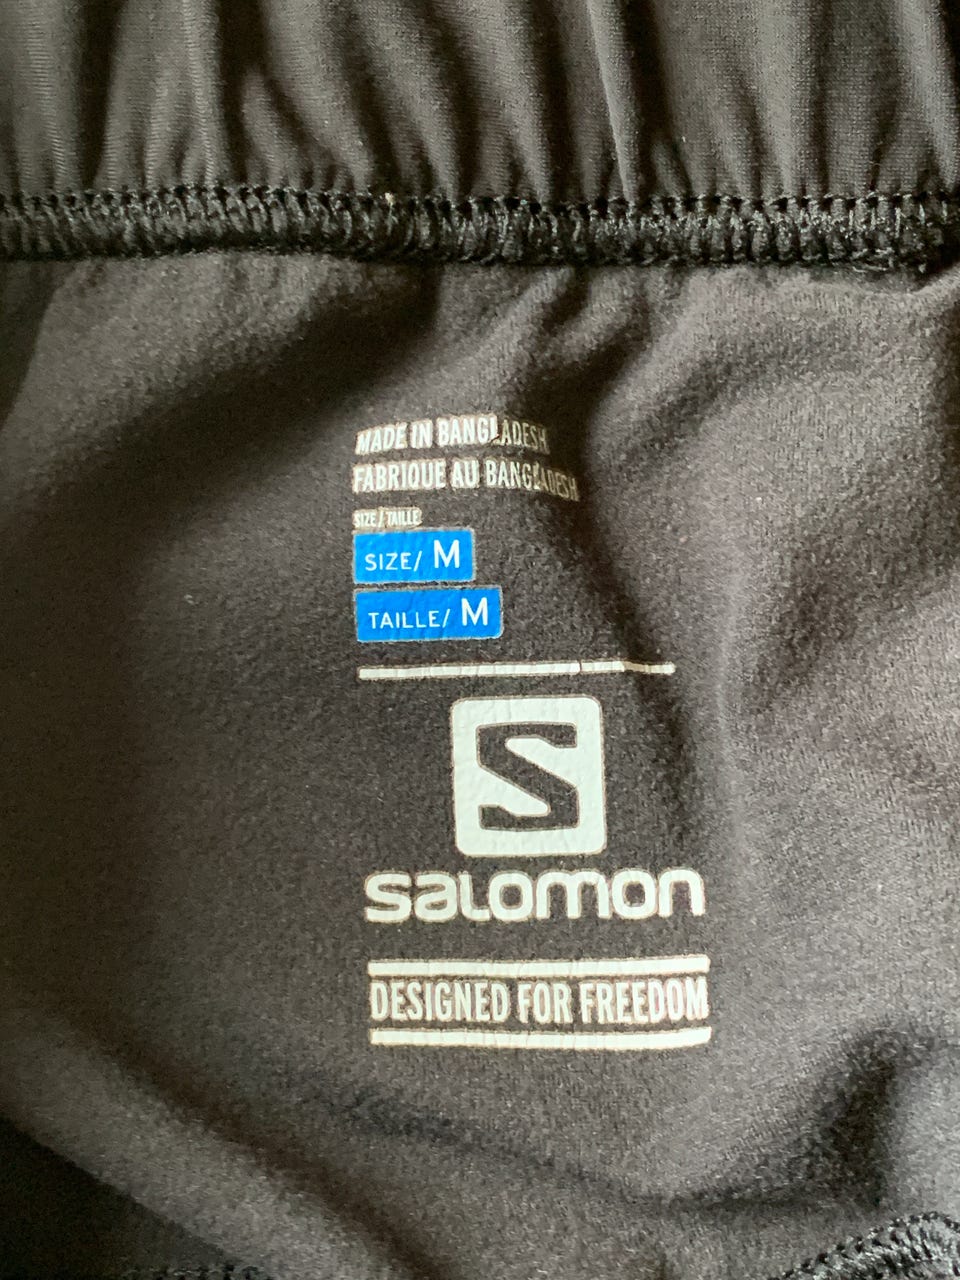 MADE IN BANGLADESH
FABRIQUE AU BANGLADESH
SIZE/TAILLE
SIZE/ M
TAILLE/ M
S
SALOMON
DESIGNED FOR FREEDOM